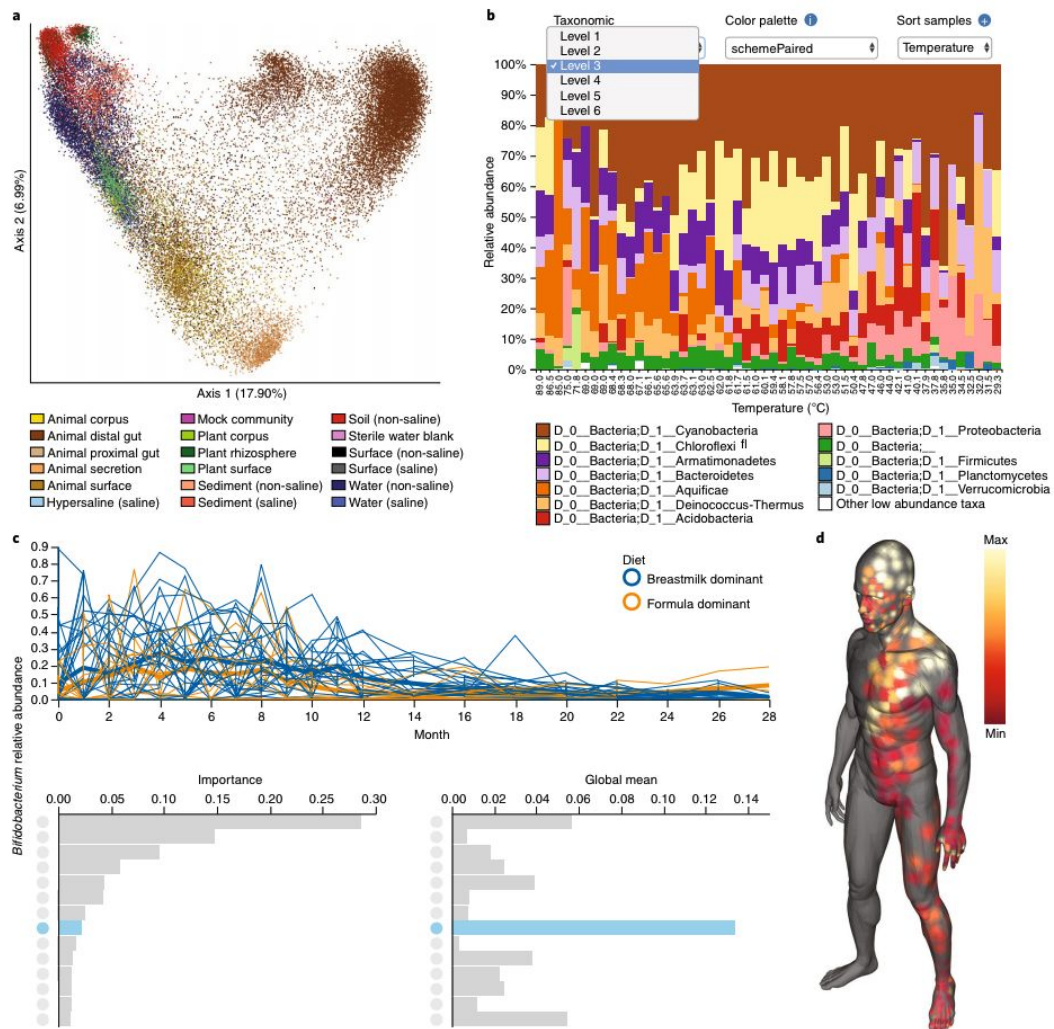 a
Axis 2 (6.99%)
Axis 1 (17.90%)
Animal corpus
Animal distal gut
Animal proximal gut
Animal secretion
Animal surface
Hypersaline (saline)
Mock community
Plant corpus
Plant rhizosphere
Plant surface
Sediment (non-saline)
Sediment (saline)
Soil (non-saline)
Sterile water blank
Surface (non-saline)
Surface (saline)
Water (non-saline)
Water (saline)
b
Taxonomic
Level 1
Level 2
✓ Level 3
Level 4
Level 5
Level 6
Color palette i
schemePaired
Sort samples +
Temperature
Relative abundance
100%
90%
80%
70%
60%
50%
40%
30%
20%
10%
0%
Temperature (°C)
D_0__Bacteria;D_1__Cyanobacteria
D_0__Bacteria;D_1__Chloroflexi fl
D_0__Bacteria;D_1__Armatimonadetes
D_0__Bacteria;D_1__Bacteroidetes
D_0__Bacteria;D_1__Aquificae
D_0__Bacteria;D_1__Deinococcus-Thermus
D_0__Bacteria;D_1__Acidobacteria
D_0__Bacteria;D_1__Proteobacteria
D_0__Bacteria;__
D_0__Bacteria;D_1__Firmicutes
D_0__Bacteria;D_1__Planctomycetes
D_0__Bacteria;D_1__Verrucomicrobia
Other low abundance taxa
c
Bifidobacterium relative abundance
0.9
0.8
0.7
0.6
0.5
0.4
0.3
0.2
0.1
0.0
0 2 4 6 8 10 12 14 16 18 20 22 24 26 28
Month
Diet
Breastmilk dominant
Formula dominant
Importance
0.00 0.05 0.10 0.15 0.20 0.25 0.30
Global mean
0.00 0.02 0.04 0.06 0.08 0.10 0.12 0.14
d
Max
Min